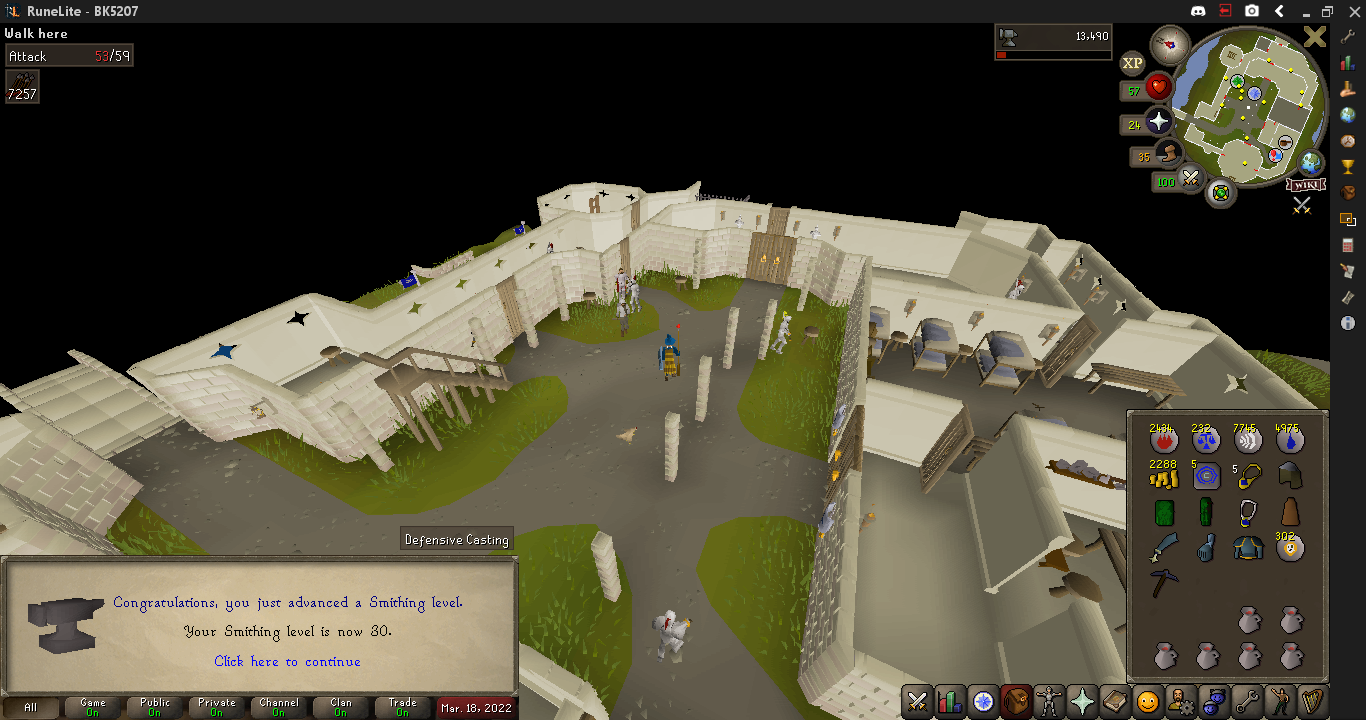 RuneLite - BK5207
Walk here
Attack 53/59
7257
13,490
XP
57
24
35
100
WIKI
2434 232 7745 4975
2288 5 5
302
Defensive Casting
Congratulations, you just advanced a Smithing level.
Your Smithing level is now 30.
Click here to continue
All
Game
On
Public
On
Private
On
Channel
On
Clan
On
Trade
On
Mar. 18, 2022